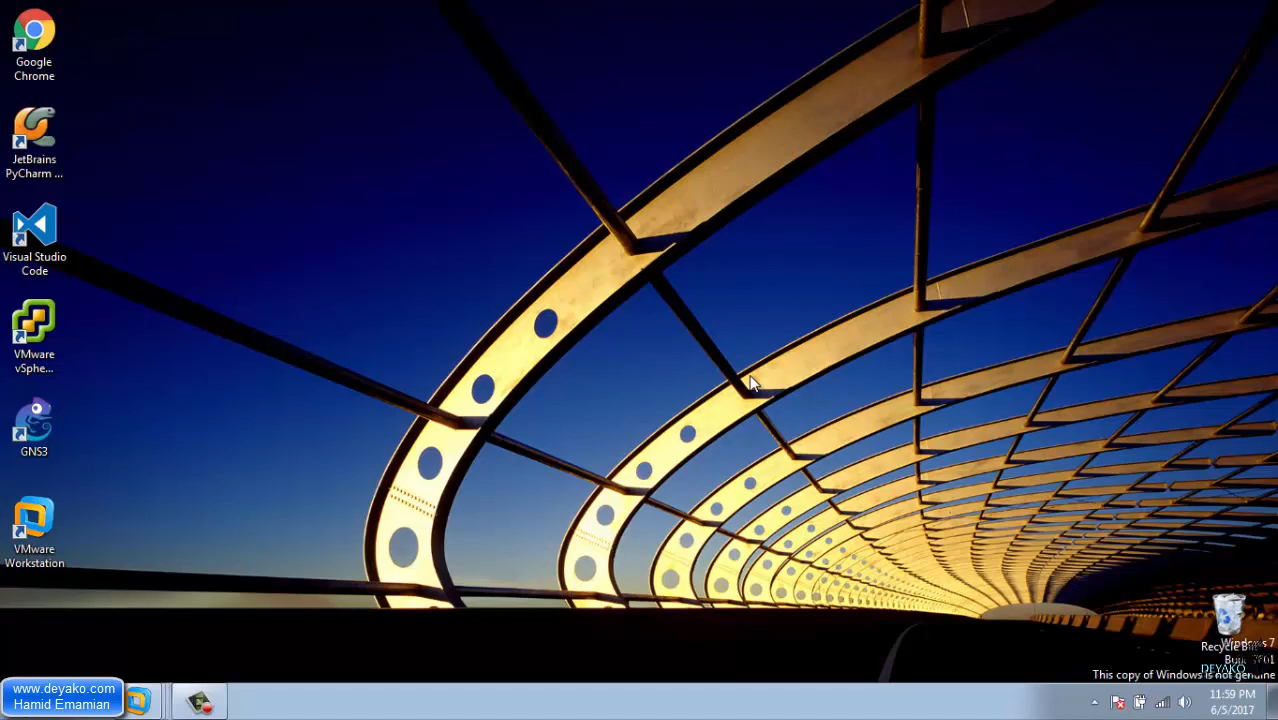 Google
Chrome
JetBrains
PyCharm ...
Visual Studio
Code
VMware
vSphe...
GNS3
VMware
Workstation
Windows 7
Recycle Bin
Build 7601
DEYAKO
This copy of Windows is not genuine
www.deyako.com
Hamid Emamian
11:59 PM
6/5/2017